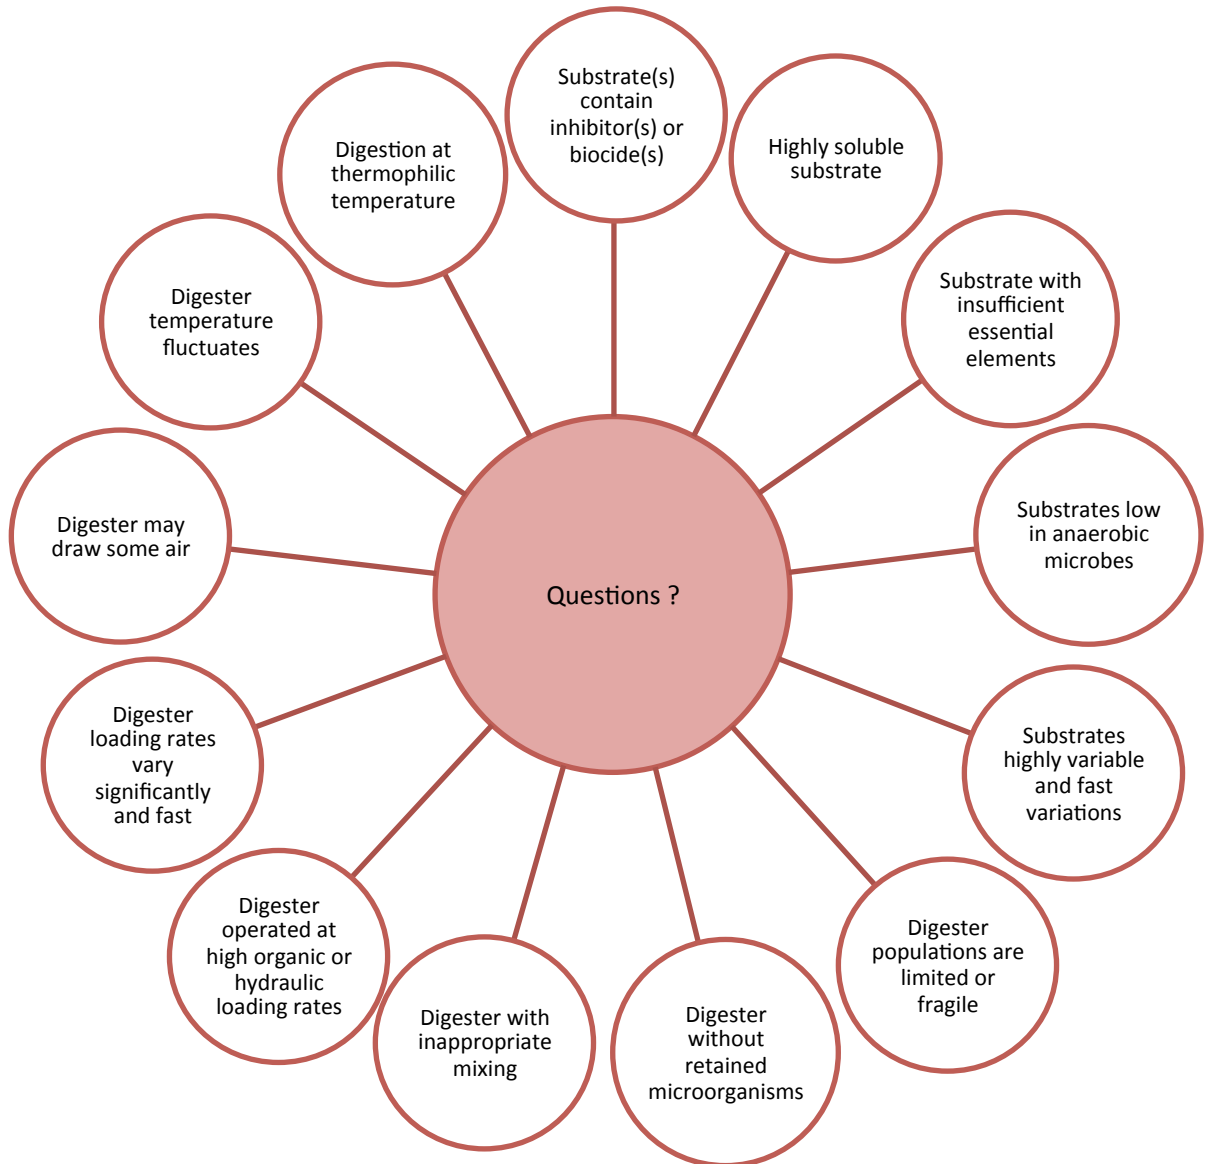 Substrate(s)
contain
inhibitor(s) or
biocide(s)
Highly soluble
substrate
Substrate with
insufficient
essential
elements
Substrates low
in anaerobic
microbes
Substrates
highly variable
and fast
variations
Digester
populations are
limited or
fragile
Digester
without
retained
microorganisms
Digester with
inappropriate
mixing
Digester
operated at
high organic or
hydraulic
loading rates
Digester
loading rates
vary
significantly
and fast
Digester may
draw some air
Digester
temperature
fluctuates
Digestion at
thermophilic
temperature
Questions ?